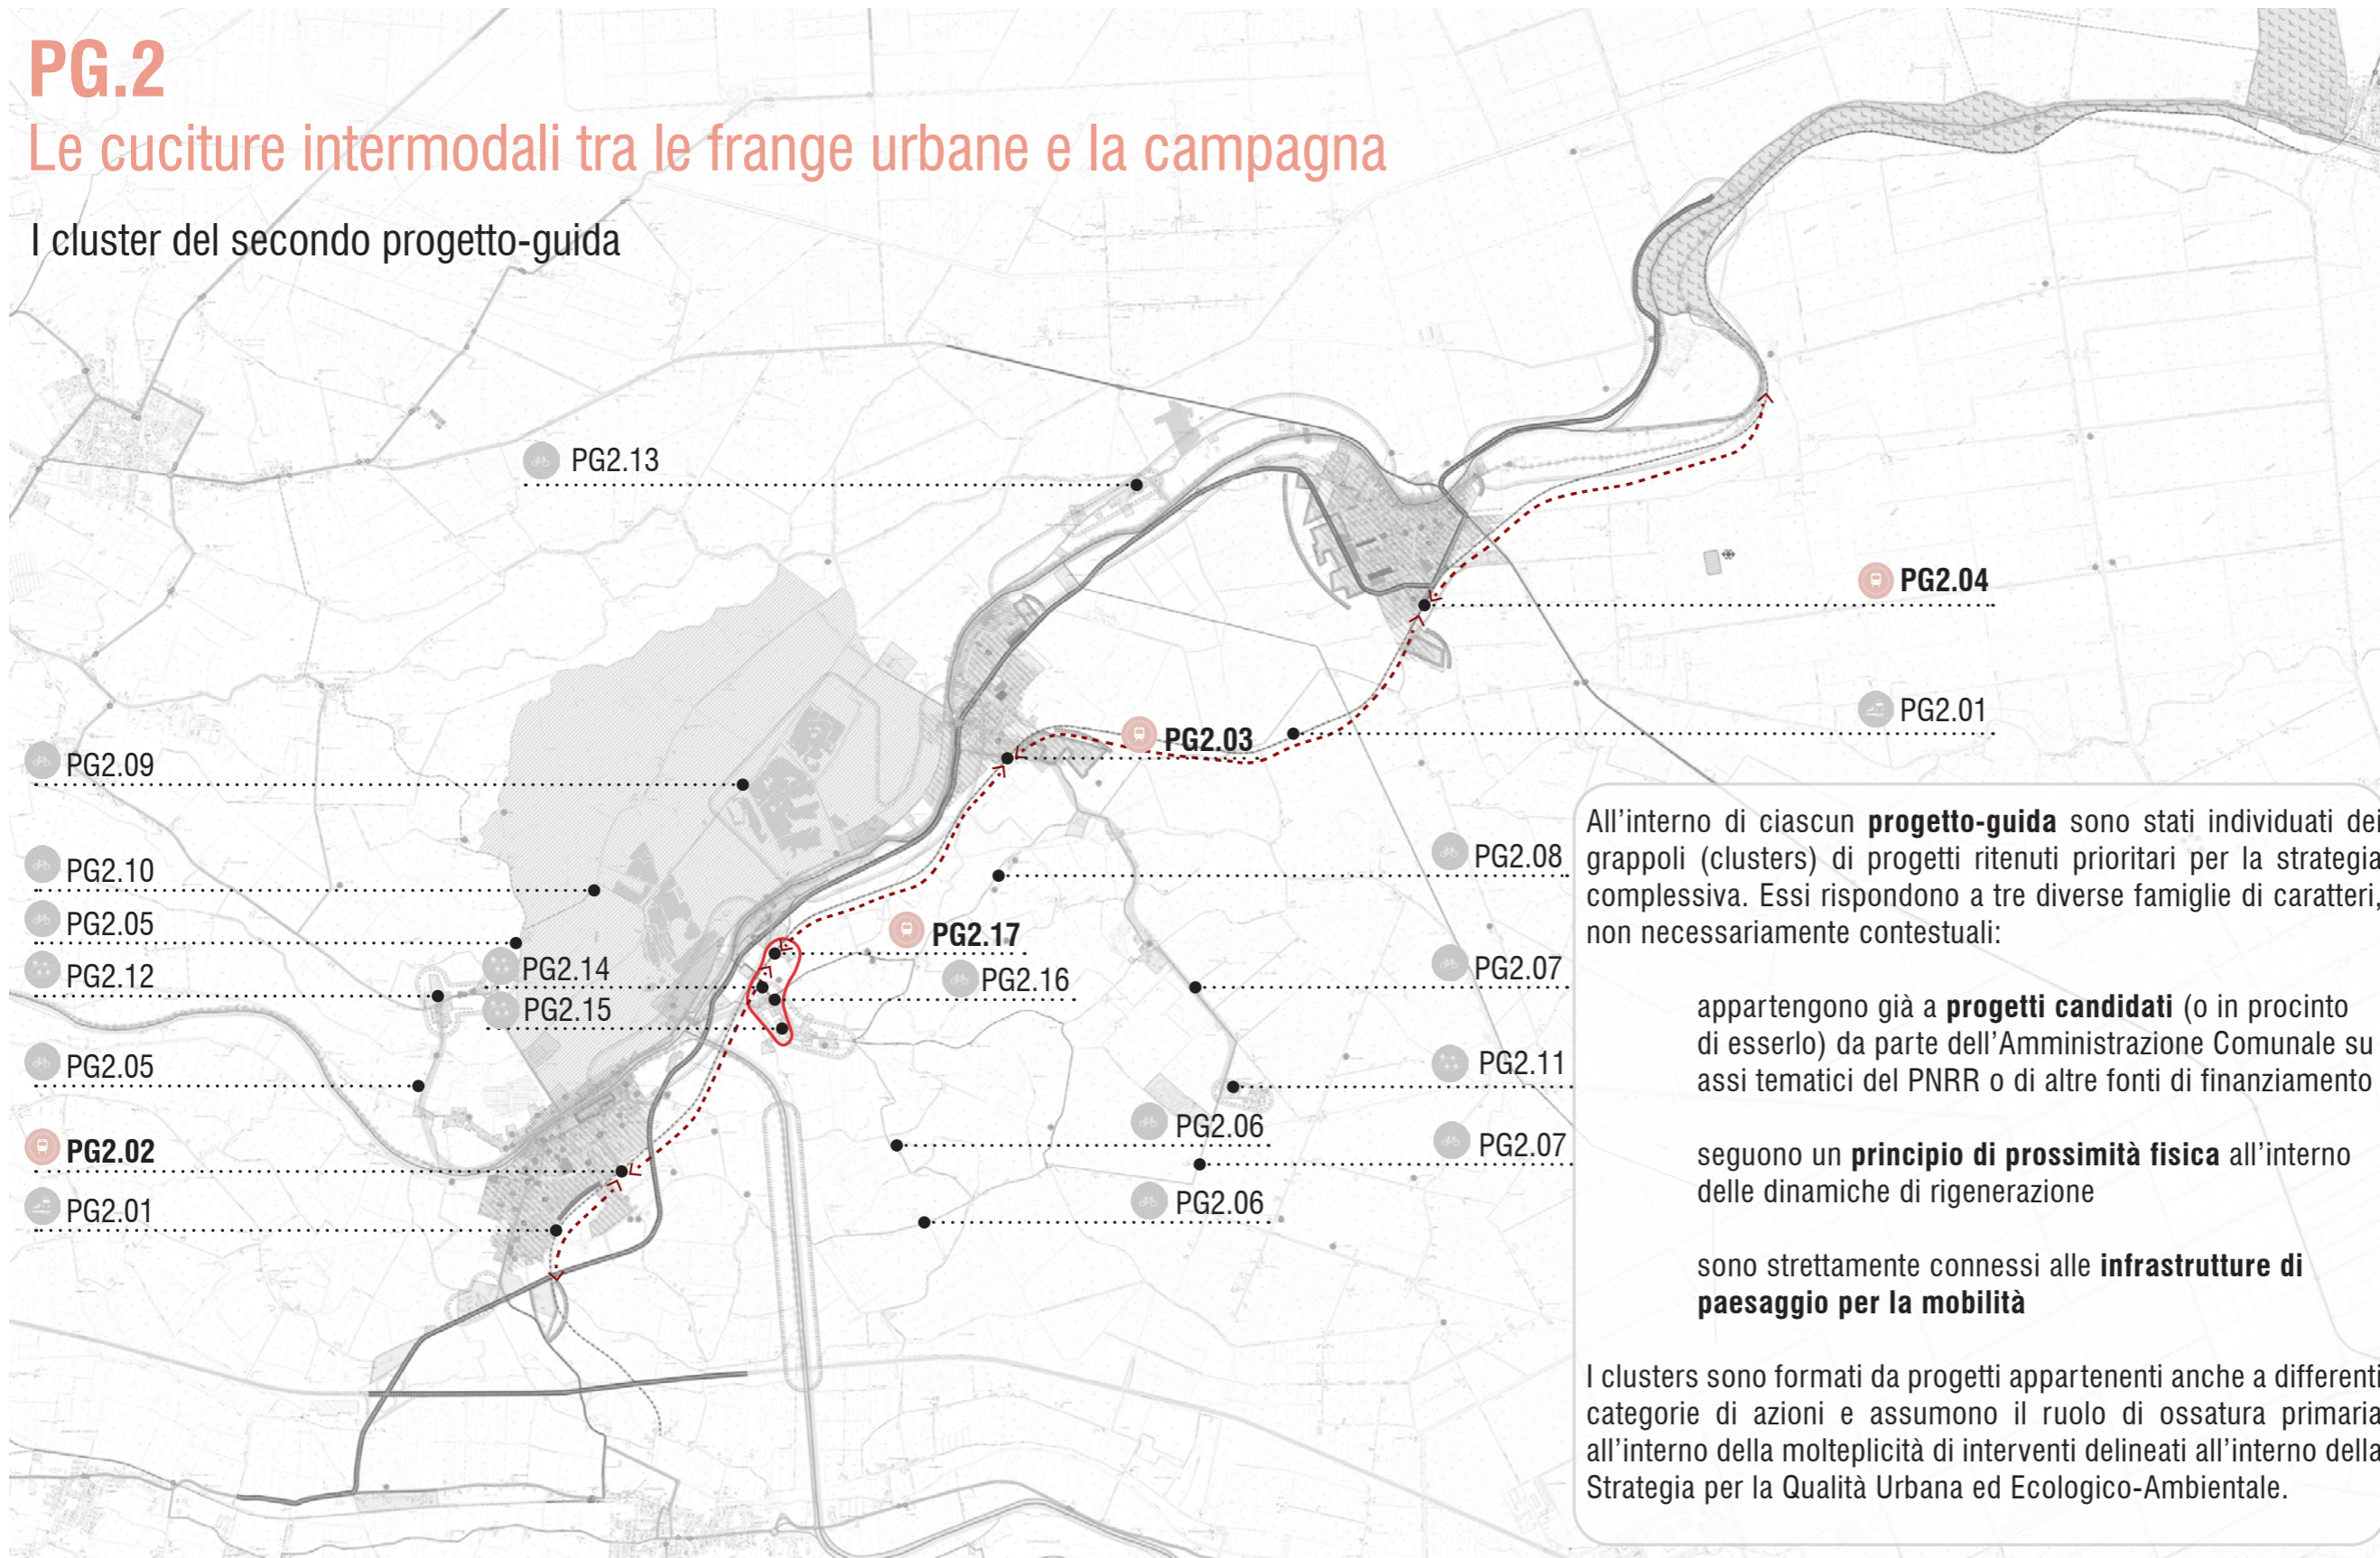 PG.2
Le cuciture intermodali tra le frange urbane e la campagna
I cluster del secondo progetto-guida
PG2.13
PG2.04
PG2.01
PG2.03
PG2.09
PG2.08
PG2.10
PG2.05
PG2.17
PG2.14
PG2.07
PG2.12
PG2.16
PG2.15
PG2.05
PG2.11
PG2.06
PG2.02
PG2.07
PG2.01
PG2.06
All’interno di ciascun progetto-guida sono stati individuati dei
grappoli (clusters) di progetti ritenuti prioritari per la strategia
complessiva. Essi rispondono a tre diverse famiglie di caratteri,
non necessariamente contestuali:
appartengono già a progetti candidati (o in procinto
di esserlo) da parte dell’Amministrazione Comunale su
assi tematici del PNRR o di altre fonti di finanziamento
seguono un principio di prossimità fisica all’interno
delle dinamiche di rigenerazione
sono strettamente connessi alle infrastrutture di
paesaggio per la mobilità
I clusters sono formati da progetti appartenenti anche a differenti
categorie di azioni e assumono il ruolo di ossatura primaria
all’interno della molteplicità di interventi delineati all’interno della
Strategia per la Qualità Urbana ed Ecologico-Ambientale.